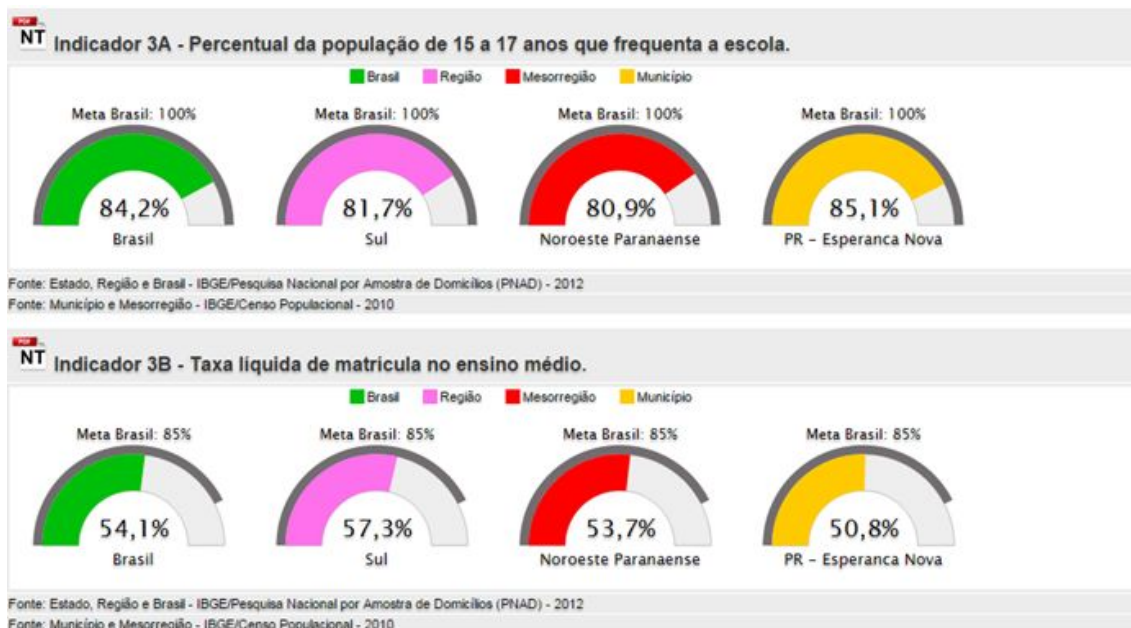 PDF
NT Indicador 3A - Percentual da população de 15 a 17 anos que frequenta a escola.
Brasil Região Mesorregião Município
Meta Brasil: 100% Meta Brasil: 100% Meta Brasil: 100% Meta Brasil: 100%
84,2% 81,7% 80,9% 85,1%
Brasil Sul Noroeste Paranaense PR - Esperanca Nova
Fonte: Estado, Região e Brasil - IBGE/Pesquisa Nacional por Amostra de Domicílios (PNAD) - 2012
Fonte: Município e Mesorregião - IBGE/Censo Populacional - 2010
PDF
NT Indicador 3B - Taxa líquida de matrícula no ensino médio.
Brasil Região Mesorregião Município
Meta Brasil: 85% Meta Brasil: 85% Meta Brasil: 85% Meta Brasil: 85%
54,1% 57,3% 53,7% 50,8%
Brasil Sul Noroeste Paranaense PR - Esperanca Nova
Fonte: Estado, Região e Brasil - IBGE/Pesquisa Nacional por Amostra de Domicílios (PNAD) - 2012
Fonte: Município e Mesorregião - IBGE/Censo Populacional - 2010